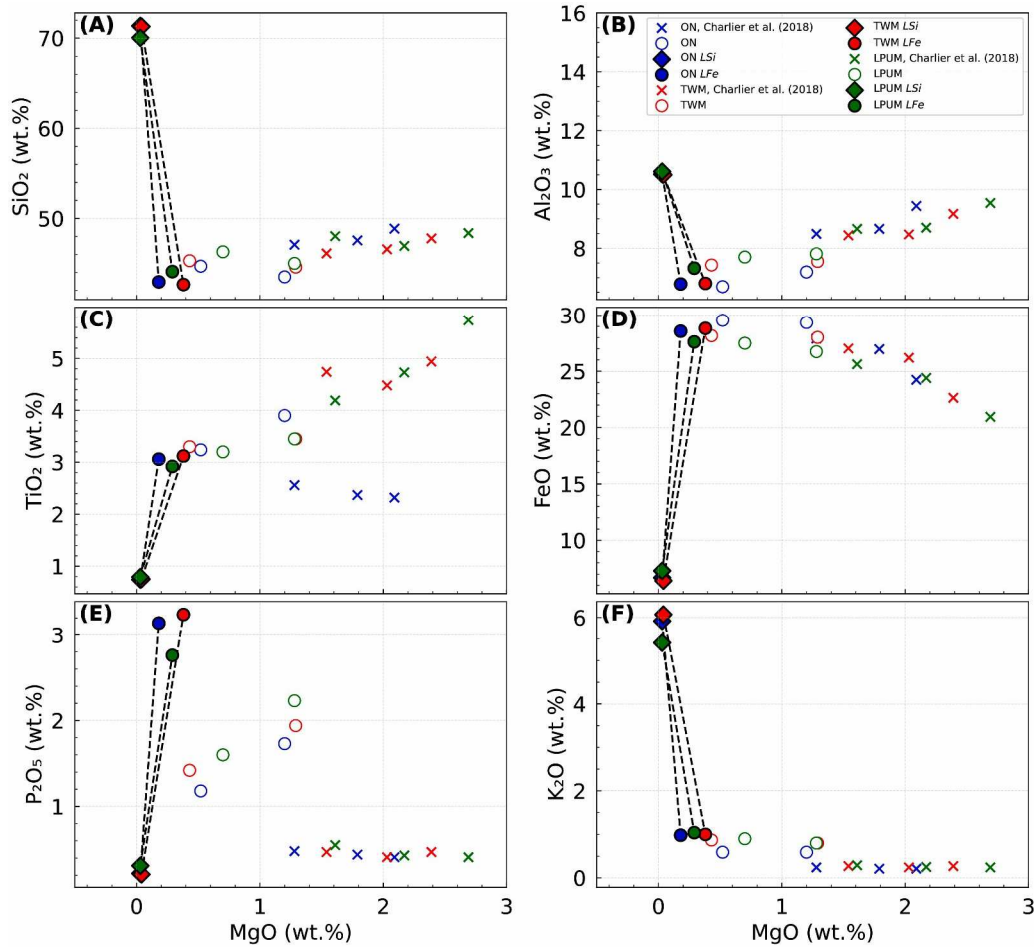 (A)
SiO₂ (wt.%)
70
60
50
(B)
Al₂O₃ (wt.%)
16
14
12
10
8
6
ON, Charlier et al. (2018)
ON
ON LSi
ON LFe
TWM, Charlier et al. (2018)
TWM
TWM LSi
TWM LFe
LPUM, Charlier et al. (2018)
LPUM
LPUM LSi
LPUM LFe
(C)
TiO₂ (wt.%)
5
4
3
2
1
(D)
FeO (wt.%)
30
25
20
15
10
(E)
P₂O₅ (wt.%)
3
2
1
0 1 2 3
MgO (wt.%)
(F)
K₂O (wt.%)
6
4
2
0
0 1 2 3
MgO (wt.%)